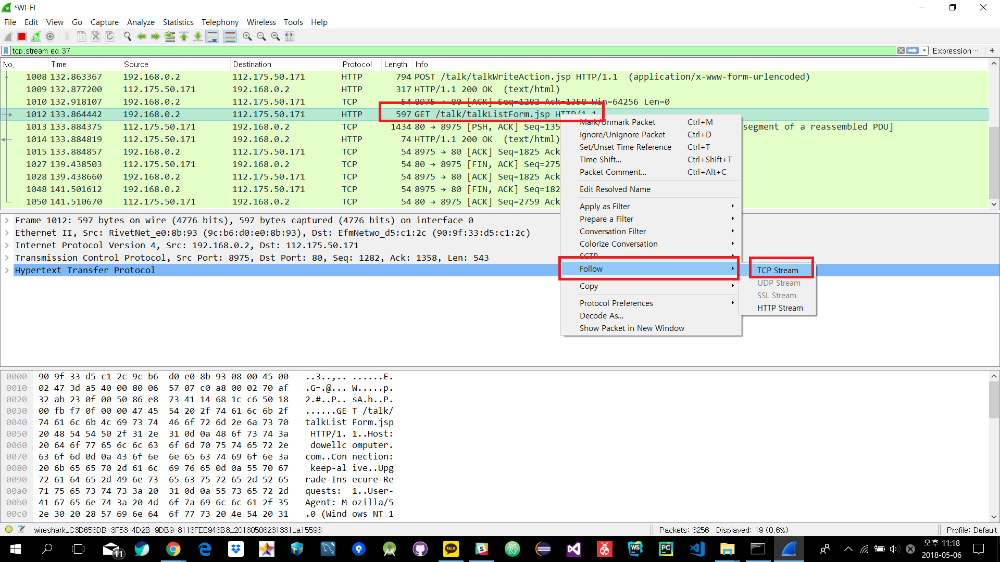 *Wi-Fi
File Edit View Go Capture Analyze Statistics Telephony Wireless Tools Help
tcp.stream eq 37 Expression… +
No. Time Source Destination Protocol Length Info
1008 132.863367 192.168.0.2 112.175.50.171 HTTP 794 POST /talk/talkWriteAction.jsp HTTP/1.1 (application/x-www-form-urlencoded)
1009 132.877200 112.175.50.171 192.168.0.2 HTTP 317 HTTP/1.1 200 OK (text/html)
1010 132.918107 192.168.0.2 112.175.50.171 TCP 54 8975 → 80 [ACK] Seq=1282 Ack=1358 Win=64256 Len=0
1012 133.864442 192.168.0.2 112.175.50.171 HTTP 597 GET /talk/talkListForm.jsp HTTP/1.1
1013 133.884375 112.175.50.171 192.168.0.2 TCP 1434 80 → 8975 [PSH, ACK] Seq=135 segment of a reassembled PDU]
1014 133.884819 112.175.50.171 192.168.0.2 HTTP 74 HTTP/1.1 200 OK (text/html)
1015 133.884857 192.168.0.2 112.175.50.171 TCP 54 8975 → 80 [ACK] Seq=1825 Ack
1027 139.438503 112.175.50.171 192.168.0.2 TCP 54 80 → 8975 [FIN, ACK] Seq=275
1028 139.438660 192.168.0.2 112.175.50.171 TCP 54 8975 → 80 [ACK] Seq=1825 Ack
1048 141.501612 192.168.0.2 112.175.50.171 TCP 54 8975 → 80 [FIN, ACK] Seq=182
1050 141.510670 112.175.50.171 192.168.0.2 TCP 54 80 → 8975 [ACK] Seq=2759 Ack
Mark/Unmark Packet Ctrl+M
Ignore/Unignore Packet Ctrl+D
Set/Unset Time Reference Ctrl+T
Time Shift... Ctrl+Shift+T
Packet Comment... Ctrl+Alt+C
Edit Resolved Name
Apply as Filter
Prepare a Filter
Conversation Filter
Colorize Conversation
SCTP
Follow
Copy
Protocol Preferences
Decode As...
Show Packet in New Window
TCP Stream
UDP Stream
SSL Stream
HTTP Stream
Frame 1012: 597 bytes on wire (4776 bits), 597 bytes captured (4776 bits) on interface 0
Ethernet II, Src: RivetNet_e0:8b:93 (9c:b6:d0:e0:8b:93), Dst: EfmNetwo_d5:c1:2c (90:9f:33:d5:c1:2c)
Internet Protocol Version 4, Src: 192.168.0.2, Dst: 112.175.50.171
Transmission Control Protocol, Src Port: 8975, Dst Port: 80, Seq: 1282, Ack: 1358, Len: 543
Hypertext Transfer Protocol
0000 90 9f 33 d5 c1 2c 9c b6 d0 e0 8b 93 08 00 45 00 ..3..,.. ......E.
0010 02 47 3d a5 40 00 80 06 57 07 c0 a8 00 02 70 af .G=.@... W.....p.
0020 32 ab 23 0f 00 50 86 e8 73 41 14 68 1c c6 50 18 2.#..P.. sA.h..P.
0030 00 fb f7 0f 00 00 47 45 54 20 2f 74 61 6c 6b 2f ......GE T /talk/
0040 74 61 6c 6b 4c 69 73 74 46 6f 72 6d 2e 6a 73 70 talkList Form.jsp
0050 20 48 54 54 50 2f 31 2e 31 0d 0a 48 6f 73 74 3a HTTP/1. 1..Host:
0060 20 64 6f 77 65 6c 6c 63 6f 6d 70 75 74 65 72 2e dowellc omputer.
0070 63 6f 6d 0d 0a 43 6f 6e 6e 65 63 74 69 6f 6e 3a com..Con nection:
0080 20 6b 65 65 70 2d 61 6c 69 76 65 0d 0a 55 70 67 keep-al ive..Upg
0090 72 61 64 65 2d 49 6e 73 65 63 75 72 65 2d 52 65 rade-Ins ecure-Re
00a0 71 75 65 73 74 73 3a 20 31 0d 0a 55 73 65 72 2d quests: 1..User-
00b0 41 67 65 6e 74 3a 20 4d 6f 7a 69 6c 6c 61 2f 35 Agent: M ozilla/5
00c0 2e 30 20 28 57 69 6e 64 6f 77 73 20 4e 54 20 31 .0 (Wind ows NT 1
wireshark_C3D656DB-3F53-4D2B-9DB9-8113FEE943B8_20180506231331_a15596 Packets: 3256 · Displayed: 19 (0.6%) Profile: Default
11 TALK WS PC 오후 11:18
2018-05-06